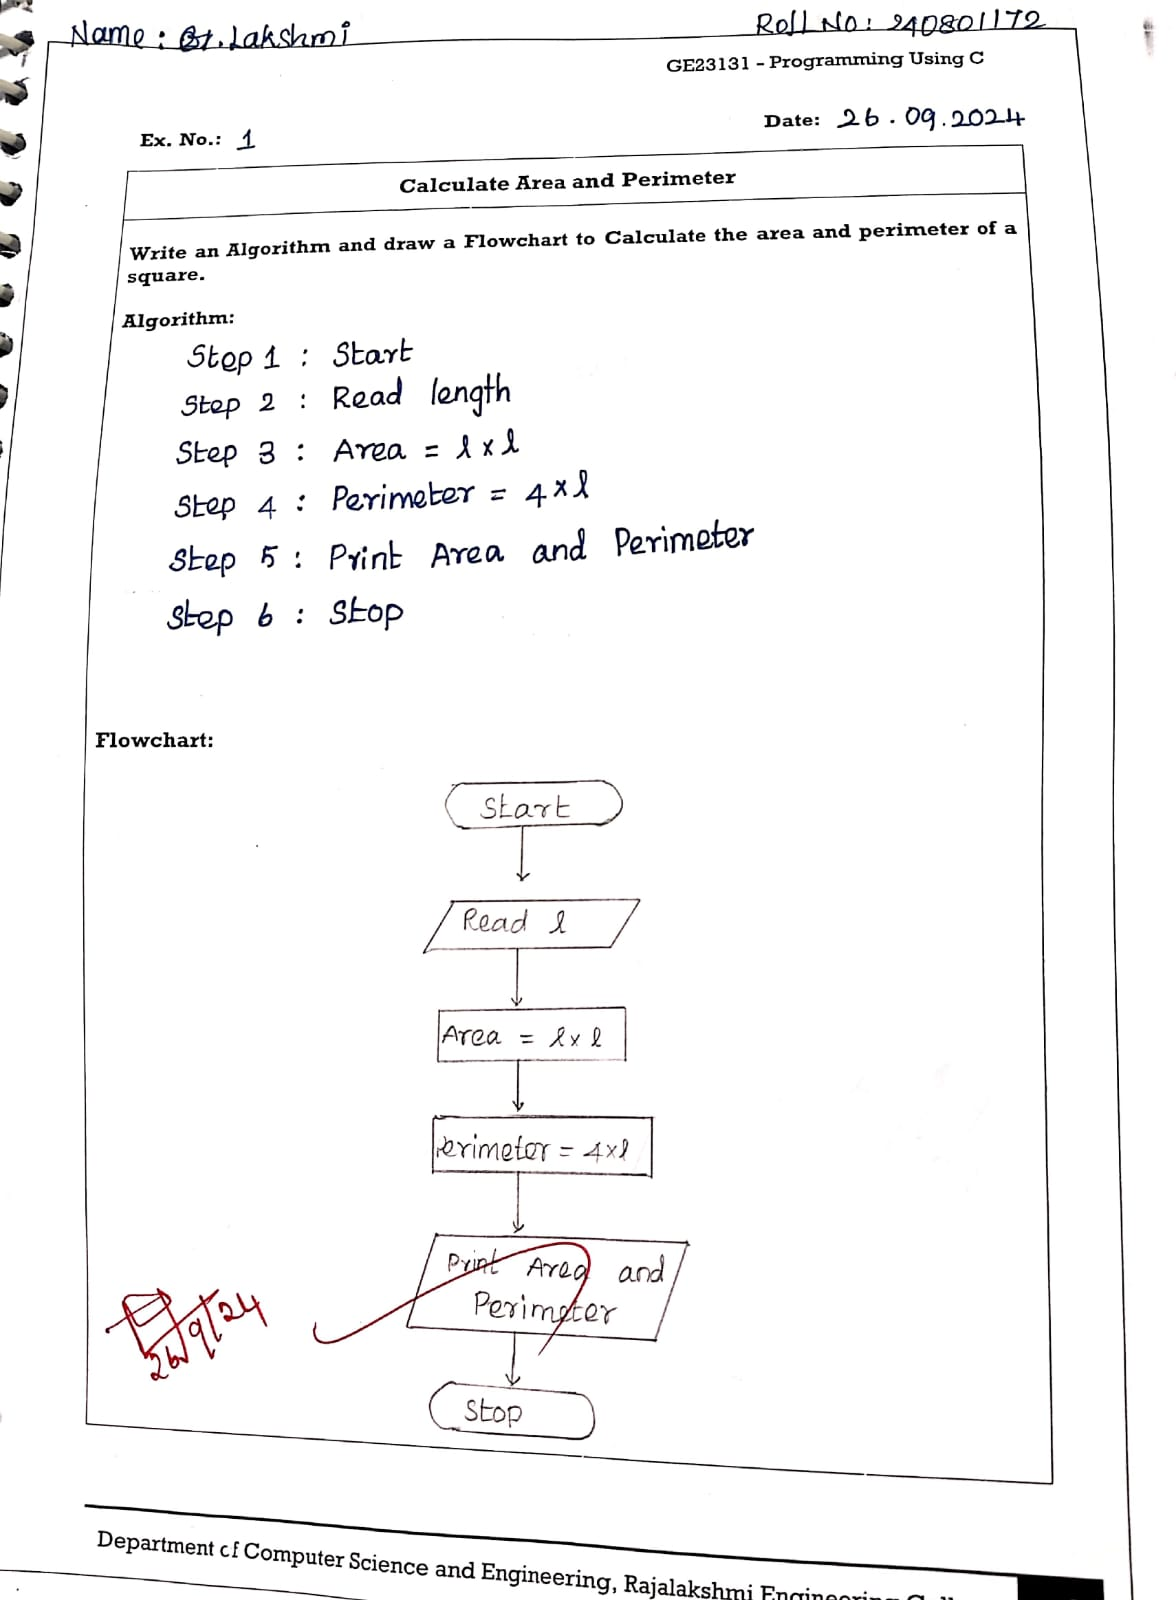 Name : Bt. Lakshmi
Roll No: 240801172
GE23131 - Programming Using C
Ex. No.: 1
Date: 26.09.2024
Calculate Area and Perimeter
Write an Algorithm and draw a Flowchart to Calculate the area and perimeter of a
square.
Algorithm:
Step 1 : Start
Step 2 : Read length
Step 3 : Area = l x l
Step 4 : Perimeter = 4 x l
Step 5 : Print Area and Perimeter
Step 6 : Stop
Flowchart:
Start
Read l
Area = l x l
Perimeter = 4xl
Print Area and
Perimeter
26/9/24
Stop
Department of Computer Science and Engineering, Rajalakshmi Engineering